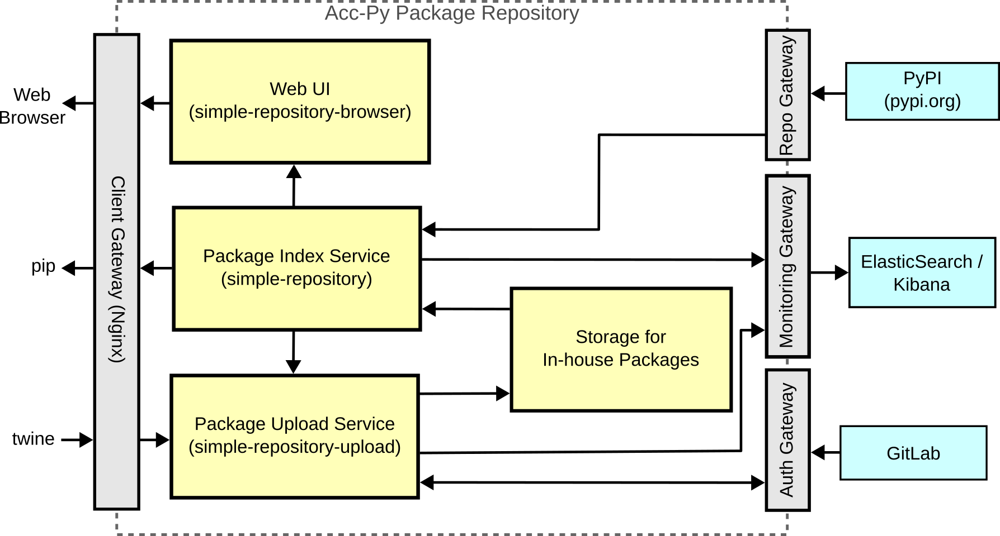 Acc-Py Package Repository
Web
Browser
pip
twine
Client Gateway (Nginx)
Web UI
(simple-repository-browser)
Package Index Service
(simple-repository)
Package Upload Service
(simple-repository-upload)
Storage for
In-house Packages
Repo Gateway
Monitoring Gateway
Auth Gateway
PyPI
(pypi.org)
ElasticSearch /
Kibana
GitLab